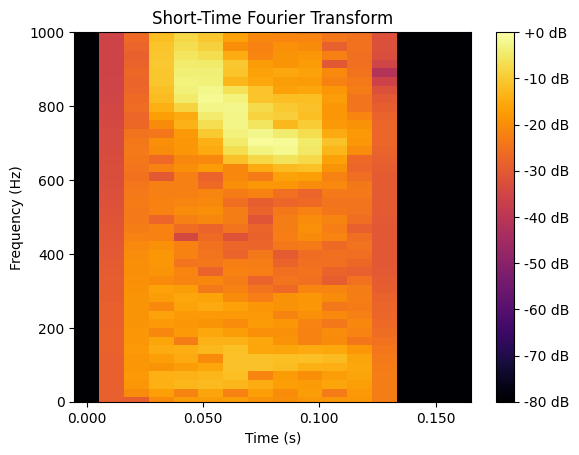 Short-Time Fourier Transform
1000
800
600
400
200
0
Frequency (Hz)
0.000
0.050
0.100
0.150
Time (s)
+0 dB
-10 dB
-20 dB
-30 dB
-40 dB
-50 dB
-60 dB
-70 dB
-80 dB